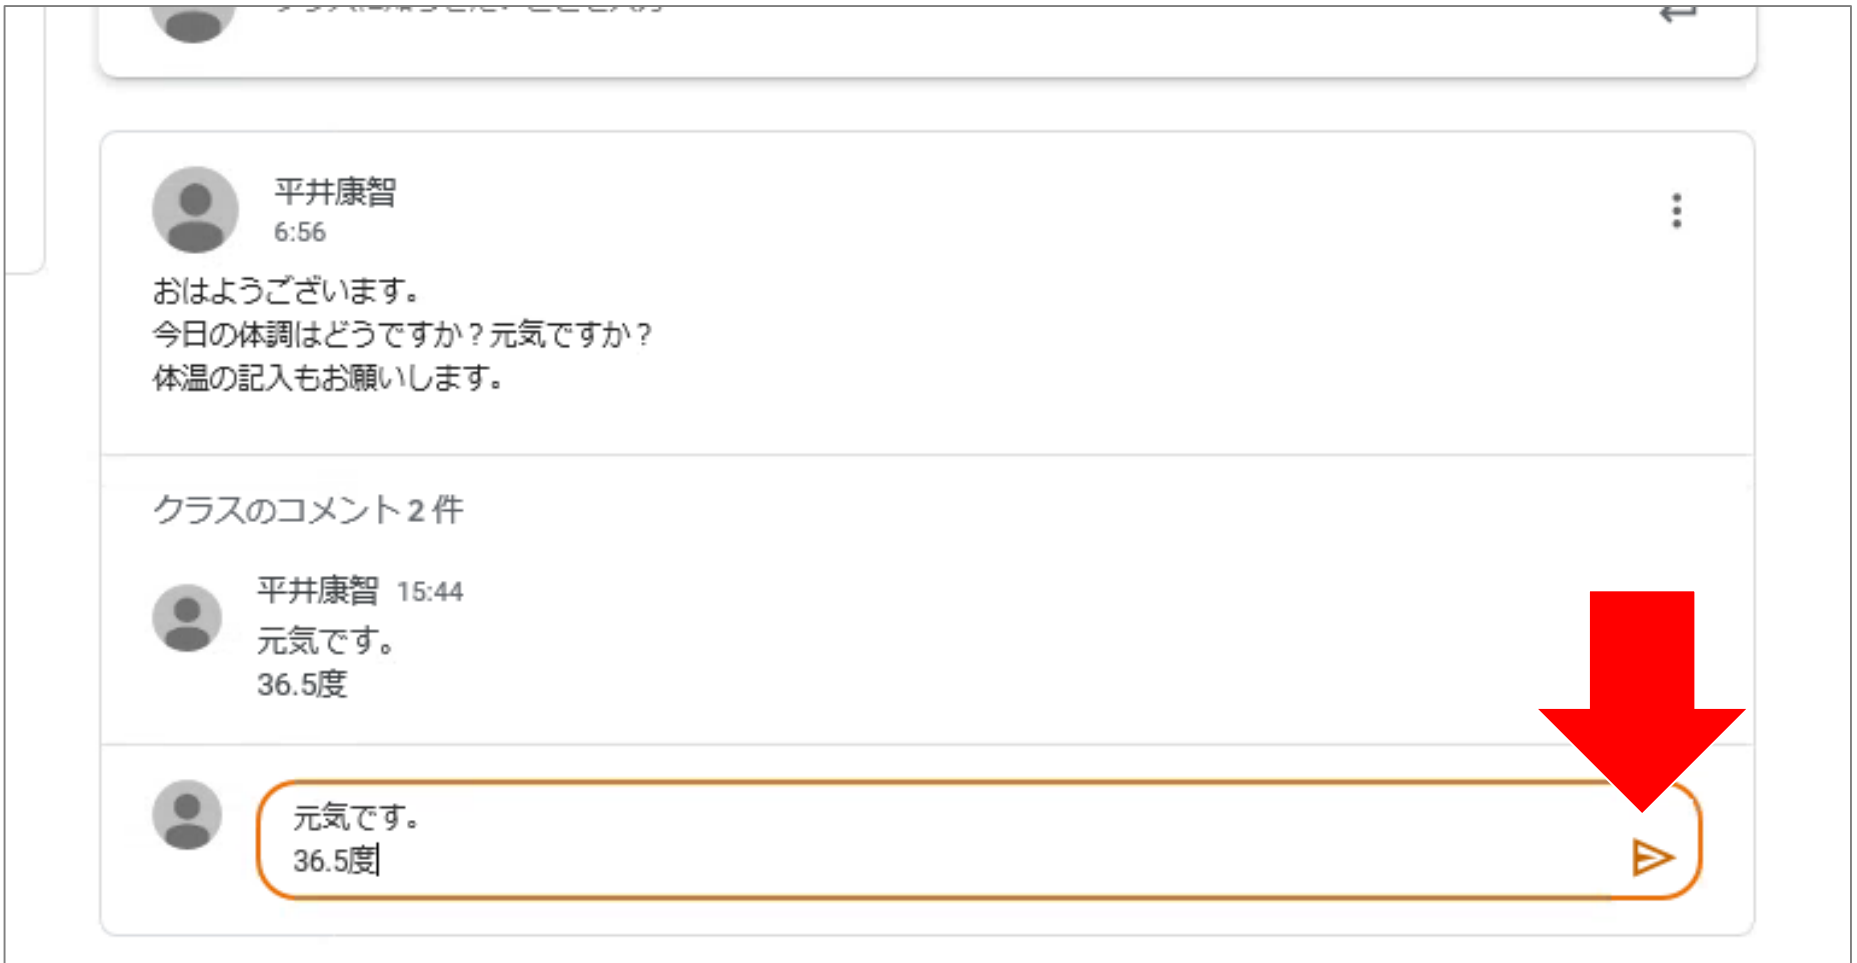 平井康智
6:56
おはようございます。
今日の体調はどうですか？元気ですか？
体温の記入もお願いします。
クラスのコメント 2 件
平井康智 15:44
元気です。
36.5度
元気です。
36.5度